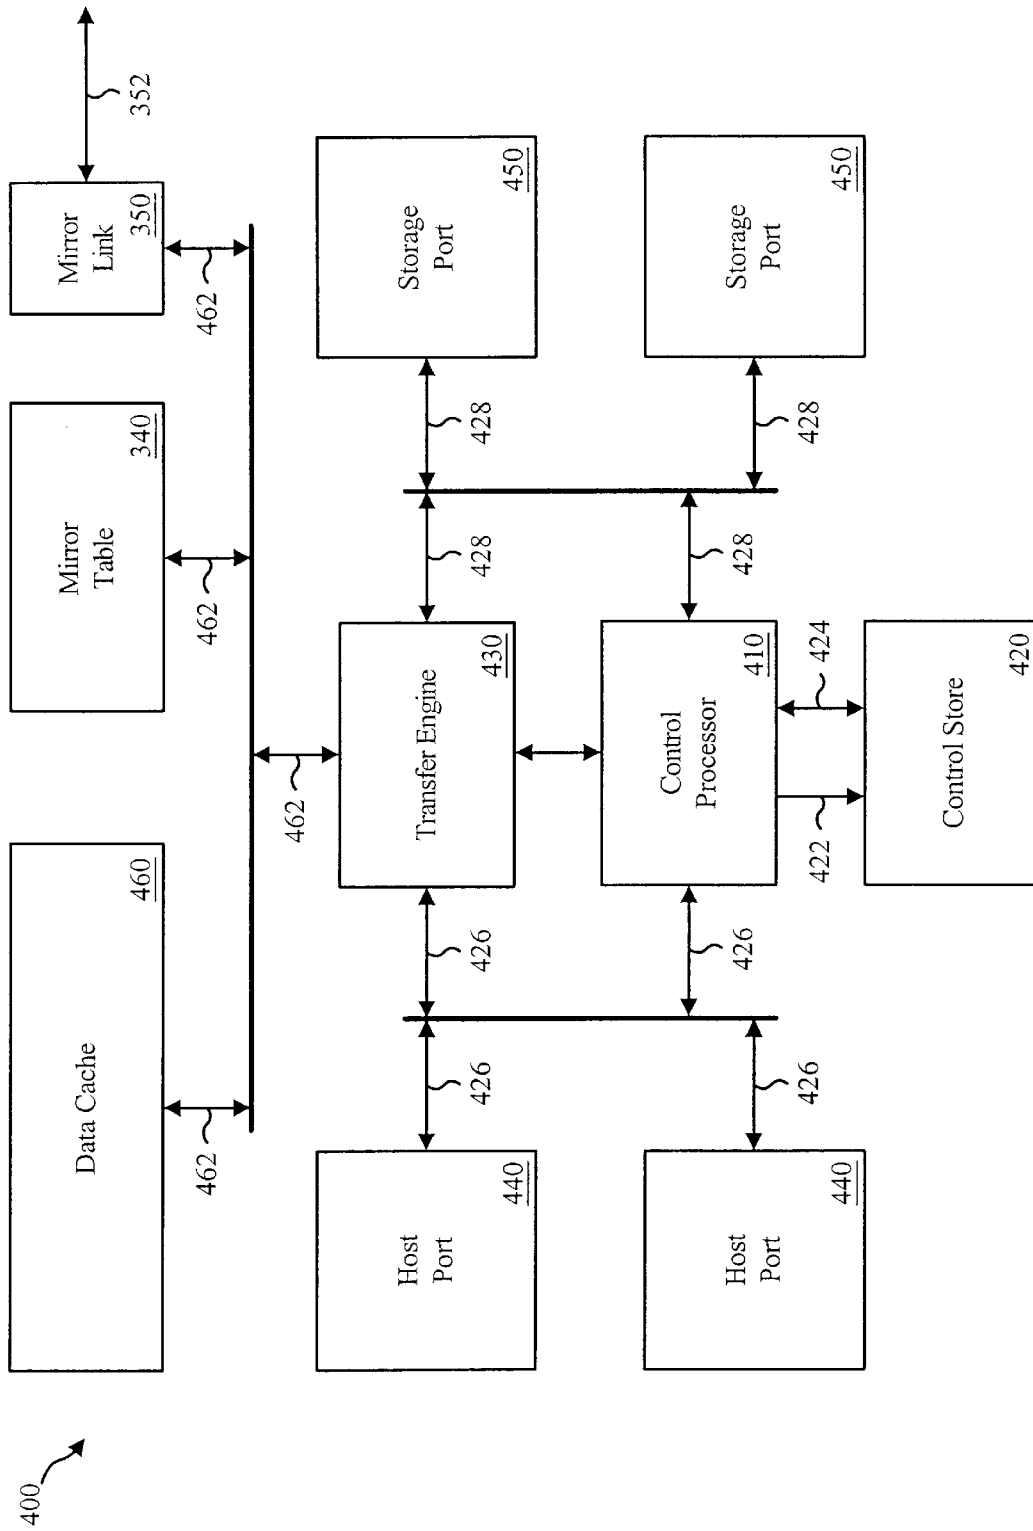 400
Data Cache
460
Mirror
Table
340
Mirror
Link
350
352
462
462
462
462
Host
Port
440
426
426
Transfer Engine
430
428
428
Storage
Port
450
Host
Port
440
426
426
Control
Processor
410
428
428
Storage
Port
450
422
424
Control Store
420